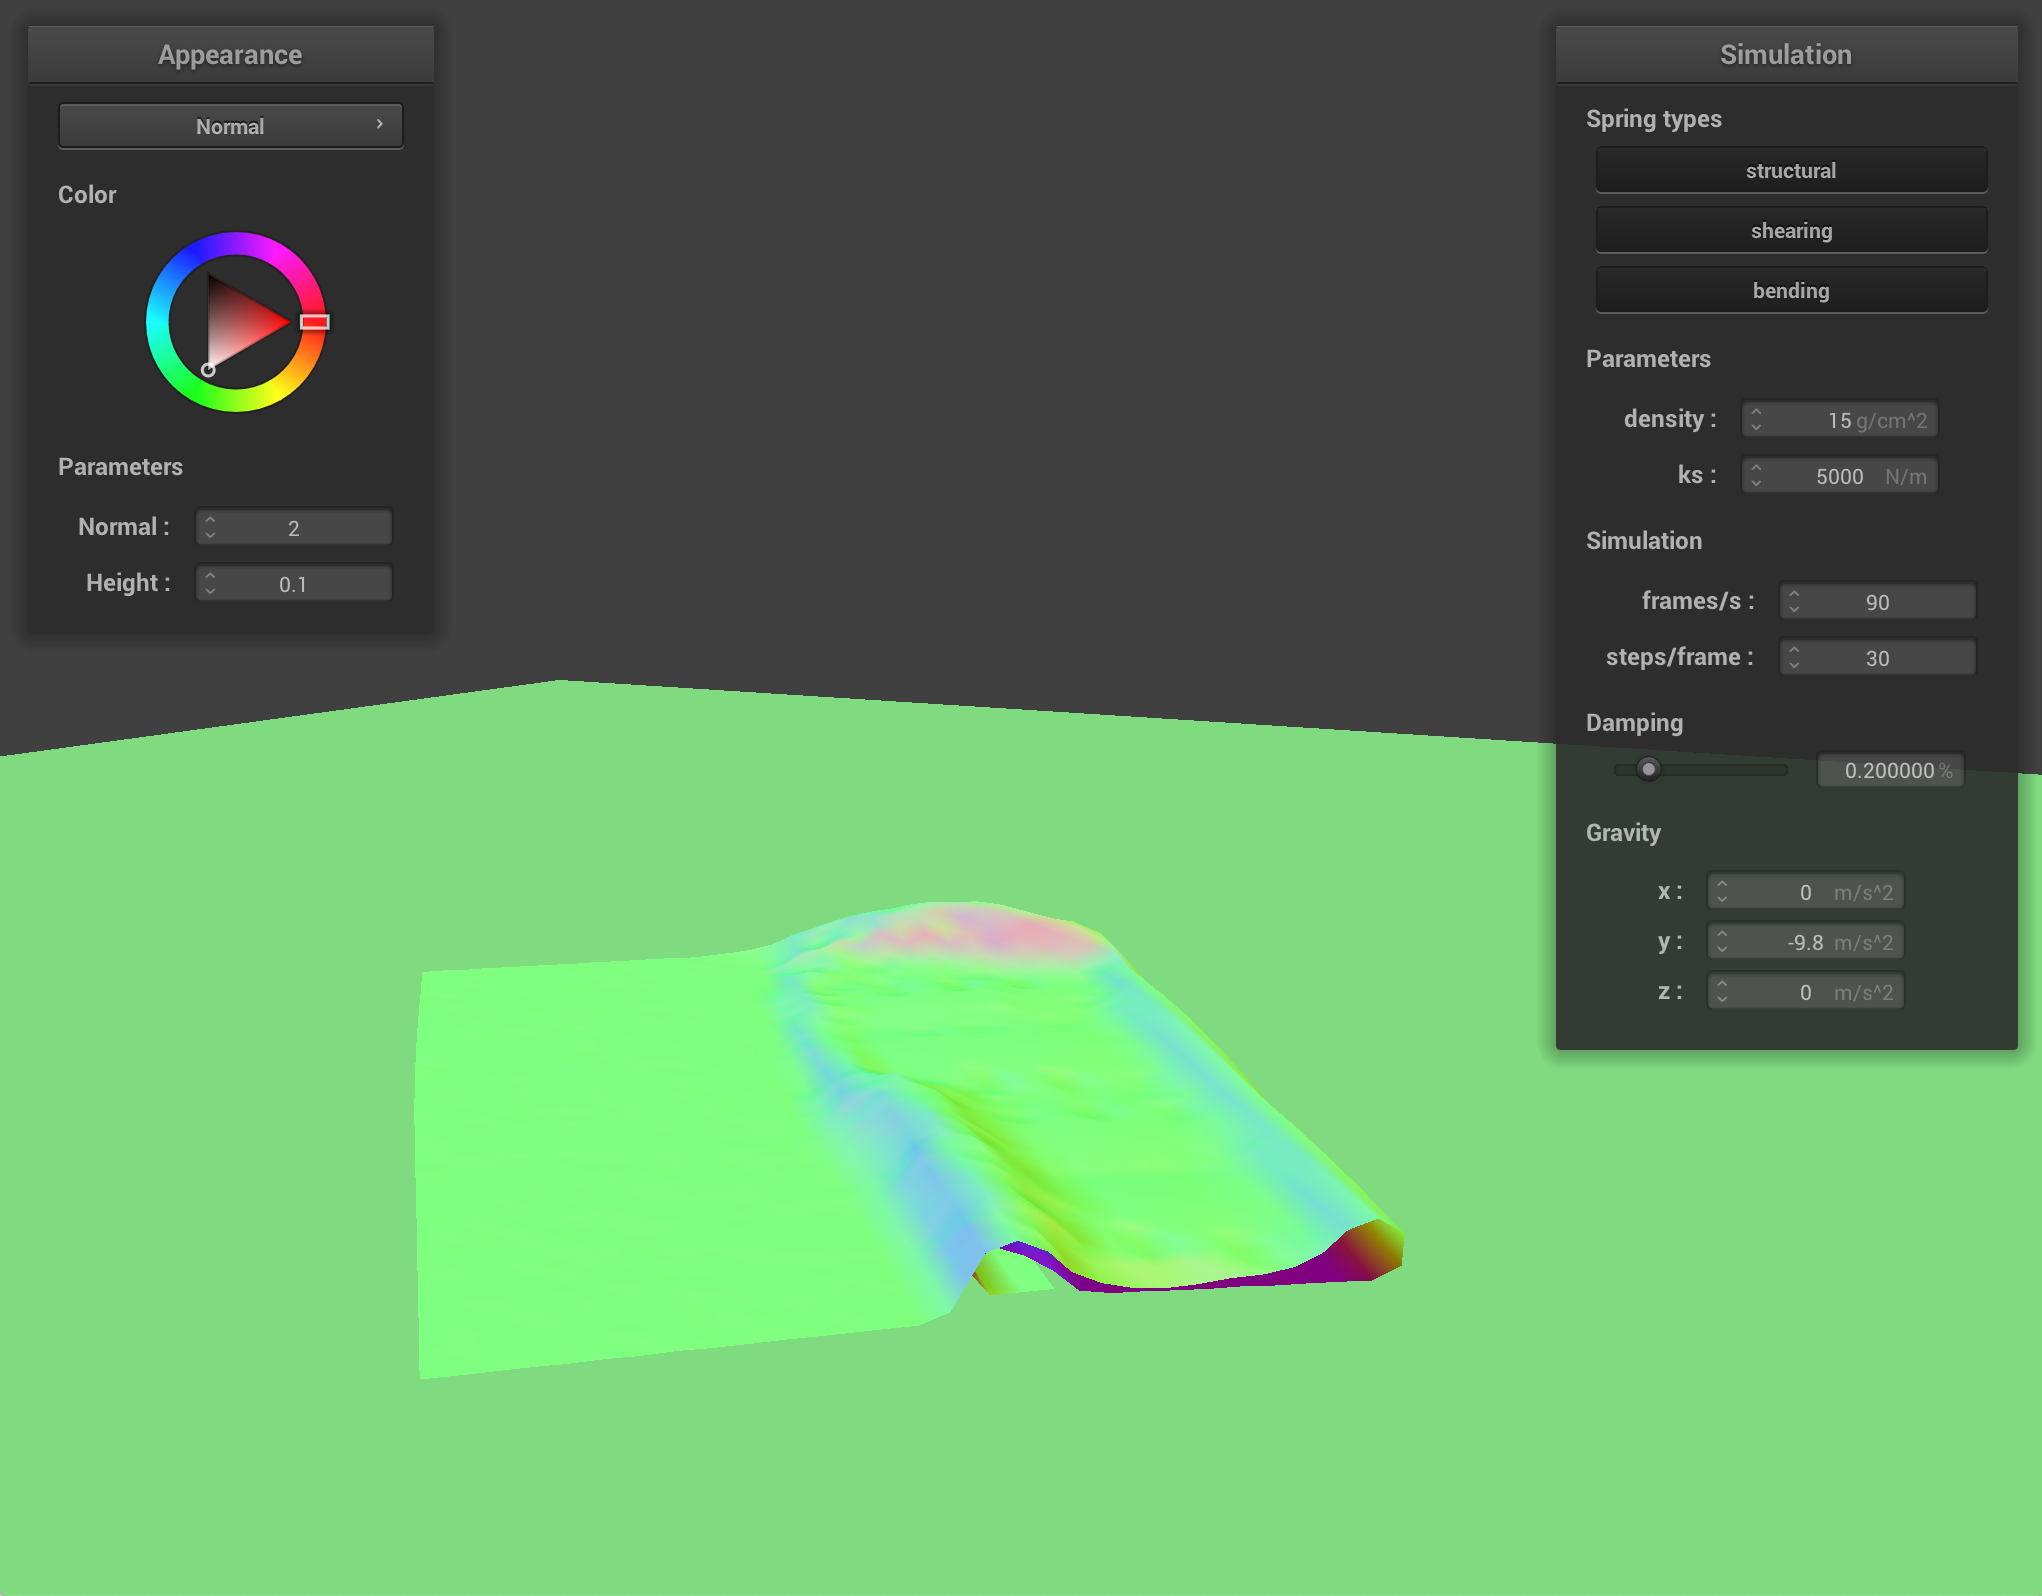 Appearance
Normal
Color
Parameters
Normal : 2
Height : 0.1
Simulation
Spring types
structural
shearing
bending
Parameters
density : 15 g/cm^2
ks : 5000 N/m
Simulation
frames/s : 90
steps/frame : 30
Damping
0.200000 %
Gravity
x : 0 m/s^2
y : -9.8 m/s^2
z : 0 m/s^2